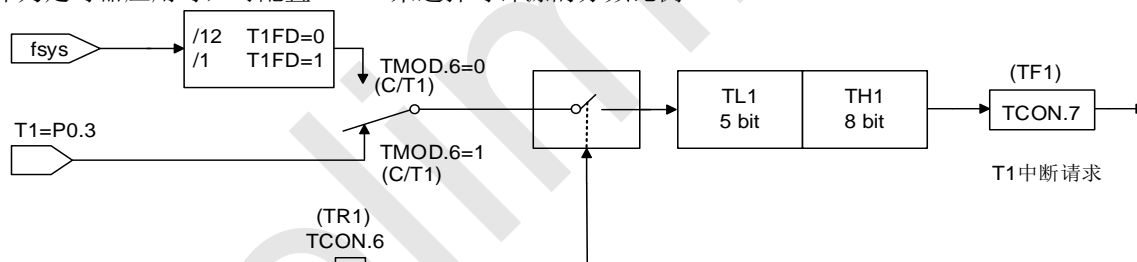 fsys
/12 T1FD=0
/1 T1FD=1
TMOD.6=0
(C/T1)
T1=P0.3
TMOD.6=1
(C/T1)
TL1
5 bit
TH1
8 bit
(TF1)
TCON.7
T1中断请求
(TR1)
TCON.6